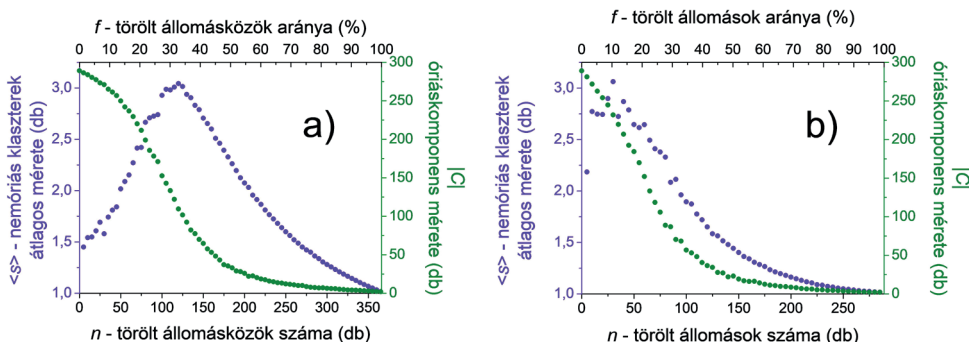 f - törölt állomásközök aránya (%)
0 10 20 30 40 50 60 70 80 90 100
3,0
2,5
2,0
1,5
1,0
<s> - nemóriás klaszterek
átlagos mérete (db)
a)
300
250
200
150
100
50
0
óriáskomponens mérete (db)
|C|
0 50 100 150 200 250 300 350
n - törölt állomásközök száma (db)
f - törölt állomások aránya (%)
0 10 20 30 40 50 60 70 80 90 100
3,0
2,5
2,0
1,5
1,0
<s> - nemóriás klaszterek
átlagos mérete (db)
b)
300
250
200
150
100
50
0
óriáskomponens mérete (db)
|C|
0 50 100 150 200 250
n - törölt állomások száma (db)